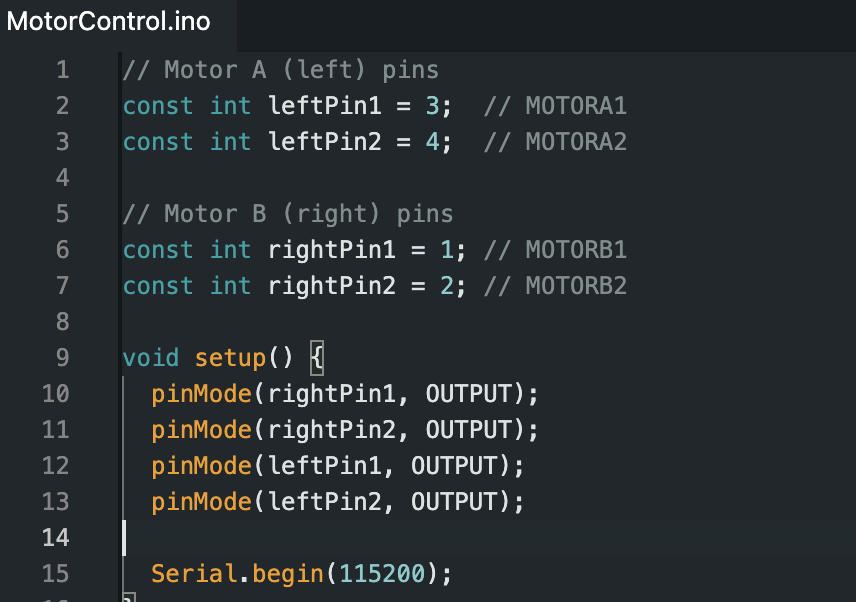 MotorControl.ino
1 // Motor A (left) pins
2 const int leftPin1 = 3;  // MOTORA1
3 const int leftPin2 = 4;  // MOTORA2
4
5 // Motor B (right) pins
6 const int rightPin1 = 1; // MOTORB1
7 const int rightPin2 = 2; // MOTORB2
8
9 void setup() {
10   pinMode(rightPin1, OUTPUT);
11   pinMode(rightPin2, OUTPUT);
12   pinMode(leftPin1, OUTPUT);
13   pinMode(leftPin2, OUTPUT);
14
15   Serial.begin(115200);